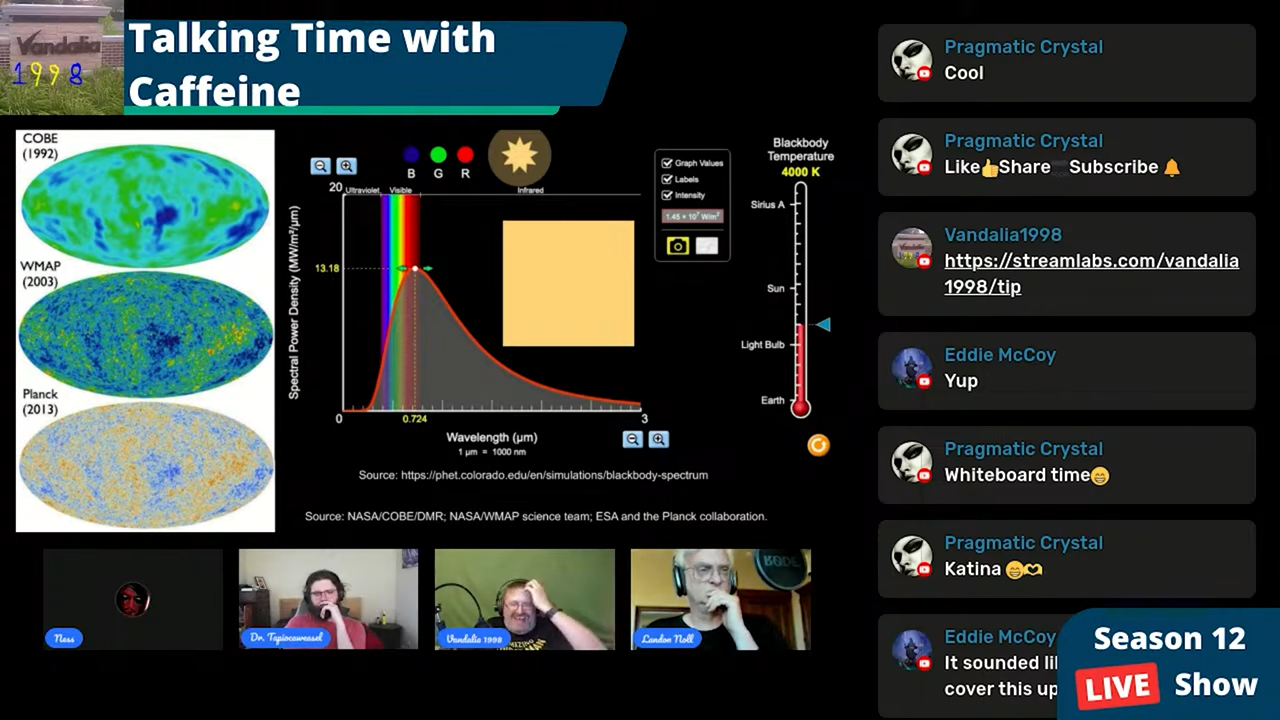 Vandalia
1998
Talking Time with
Caffeine
COBE
(1992)
WMAP
(2003)
Planck
(2013)
B G R
20
Ultraviolet Visible Infrared
Spectral Power Density (MW/m²/μm)
13.18
0
0.724
3
Wavelength (μm)
1 μm = 1000 nm
Graph Values
Labels
Intensity
1.45 × 10⁷ W/m²
Blackbody
Temperature
4000 K
Sirius A
Sun
Light Bulb
Earth
Source: https://phet.colorado.edu/en/simulations/blackbody-spectrum
Source: NASA/COBE/DMR; NASA/WMAP science team; ESA and the Planck collaboration.
Ness
Dr. Tapiocaweasel
Vandalia 1998
RODE
Landon Noll
Pragmatic Crystal
Cool
Pragmatic Crystal
Like👍Share Subscribe 🔔
Vandalia1998
https://streamlabs.com/vandalia
1998/tip
Eddie McCoy
Yup
Pragmatic Crystal
Whiteboard time😁
Pragmatic Crystal
Katina 😁🫶
Eddie McCoy
It sounded
cover this up
Season 12
LIVE Show